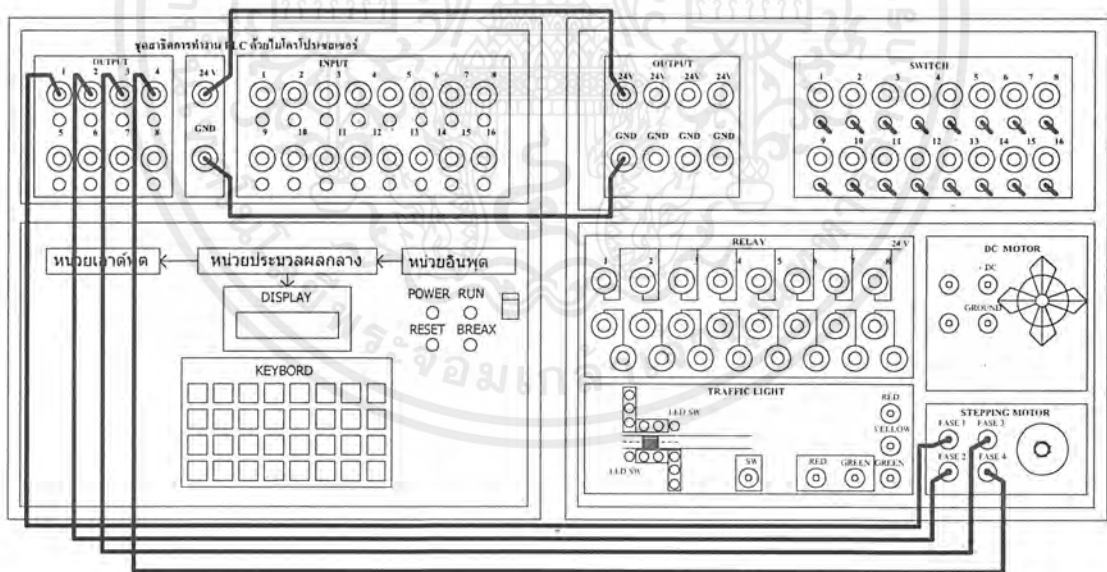 ชุดสาธิตการทำงาน PLC ด้วยไมโครโปรเซสเซอร์
OUTPUT
1 2 3 4
5 6 7 8
24 V
GND
INPUT
1 2 3 4 5 6 7 8
9 10 11 12 13 14 15 16
OUTPUT
24V 24V 24V 24V
GND GND GND GND
SWITCH
1 2 3 4 5 6 7 8
9 10 11 12 13 14 15 16
หน่วยเอาต์พุต
หน่วยประมวลผลกลาง
หน่วยอินพุต
DISPLAY
POWER RUN
RESET BREAX
KEYBORD
RELAY
24 V
1 2 3 4 5 6 7 8
DC MOTOR
DC
GROUND
TRAFFIC LIGHT
LED SW
LED SW
SW
RED GREEN
RED
YELLOW
GREEN
STEPPING MOTOR
FASE 1 FASE 3
FASE 2 FASE 4